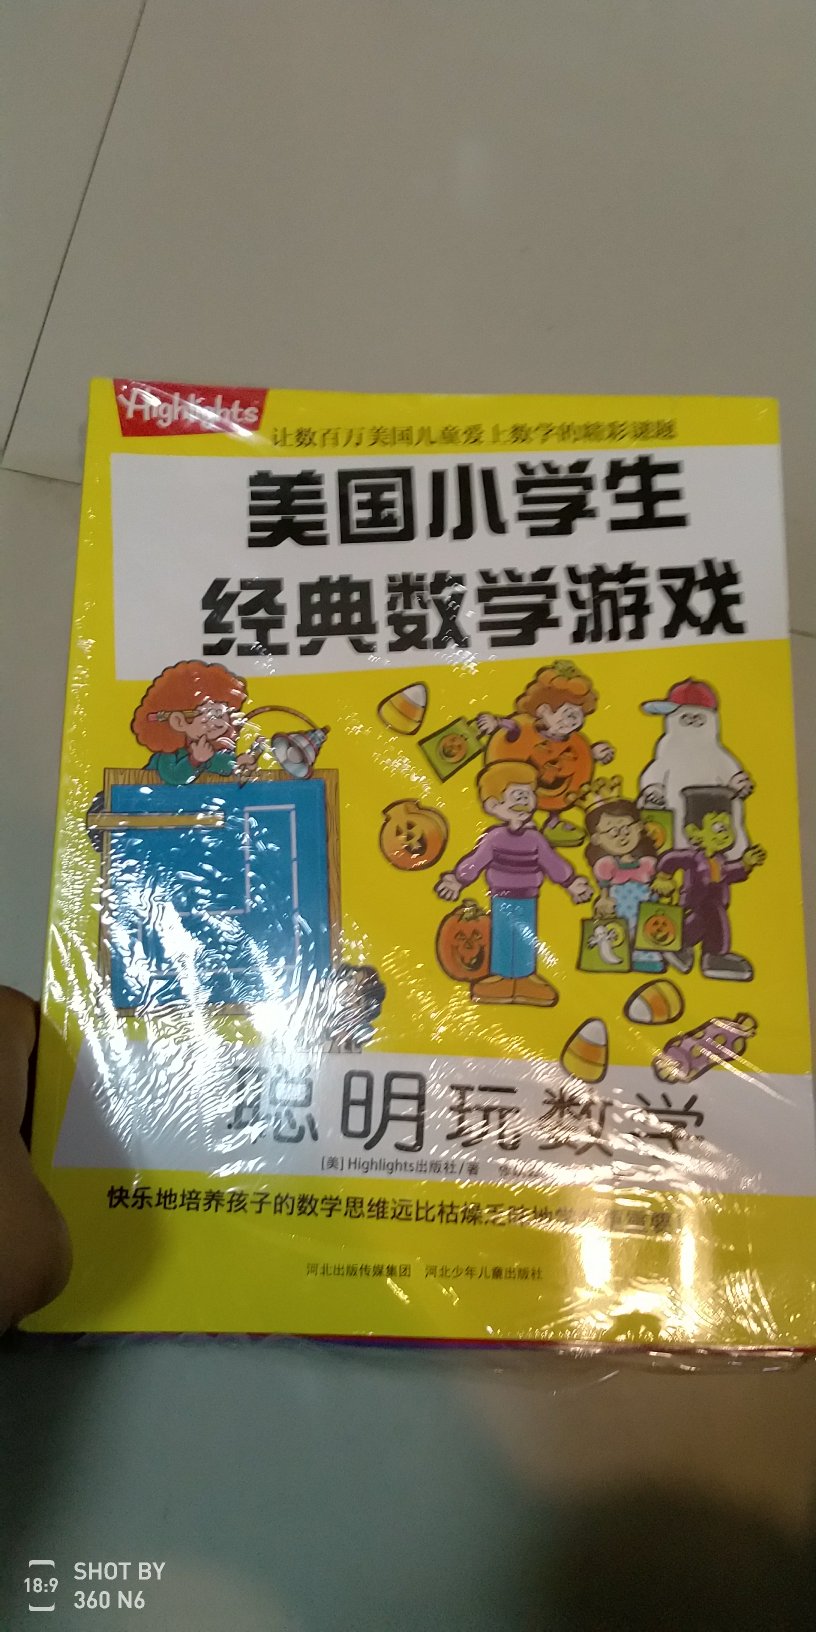 Highlights
让数百万美国儿童爱上数学的精彩谜题
美国小学生
经典数学游戏
聪明玩数学
[美] Highlights出版社/著
快乐地培养孩子的数学思维远比枯燥乏味地学
河北出版传媒集团 河北少年儿童出版社
18:9
SHOT BY
360 N6